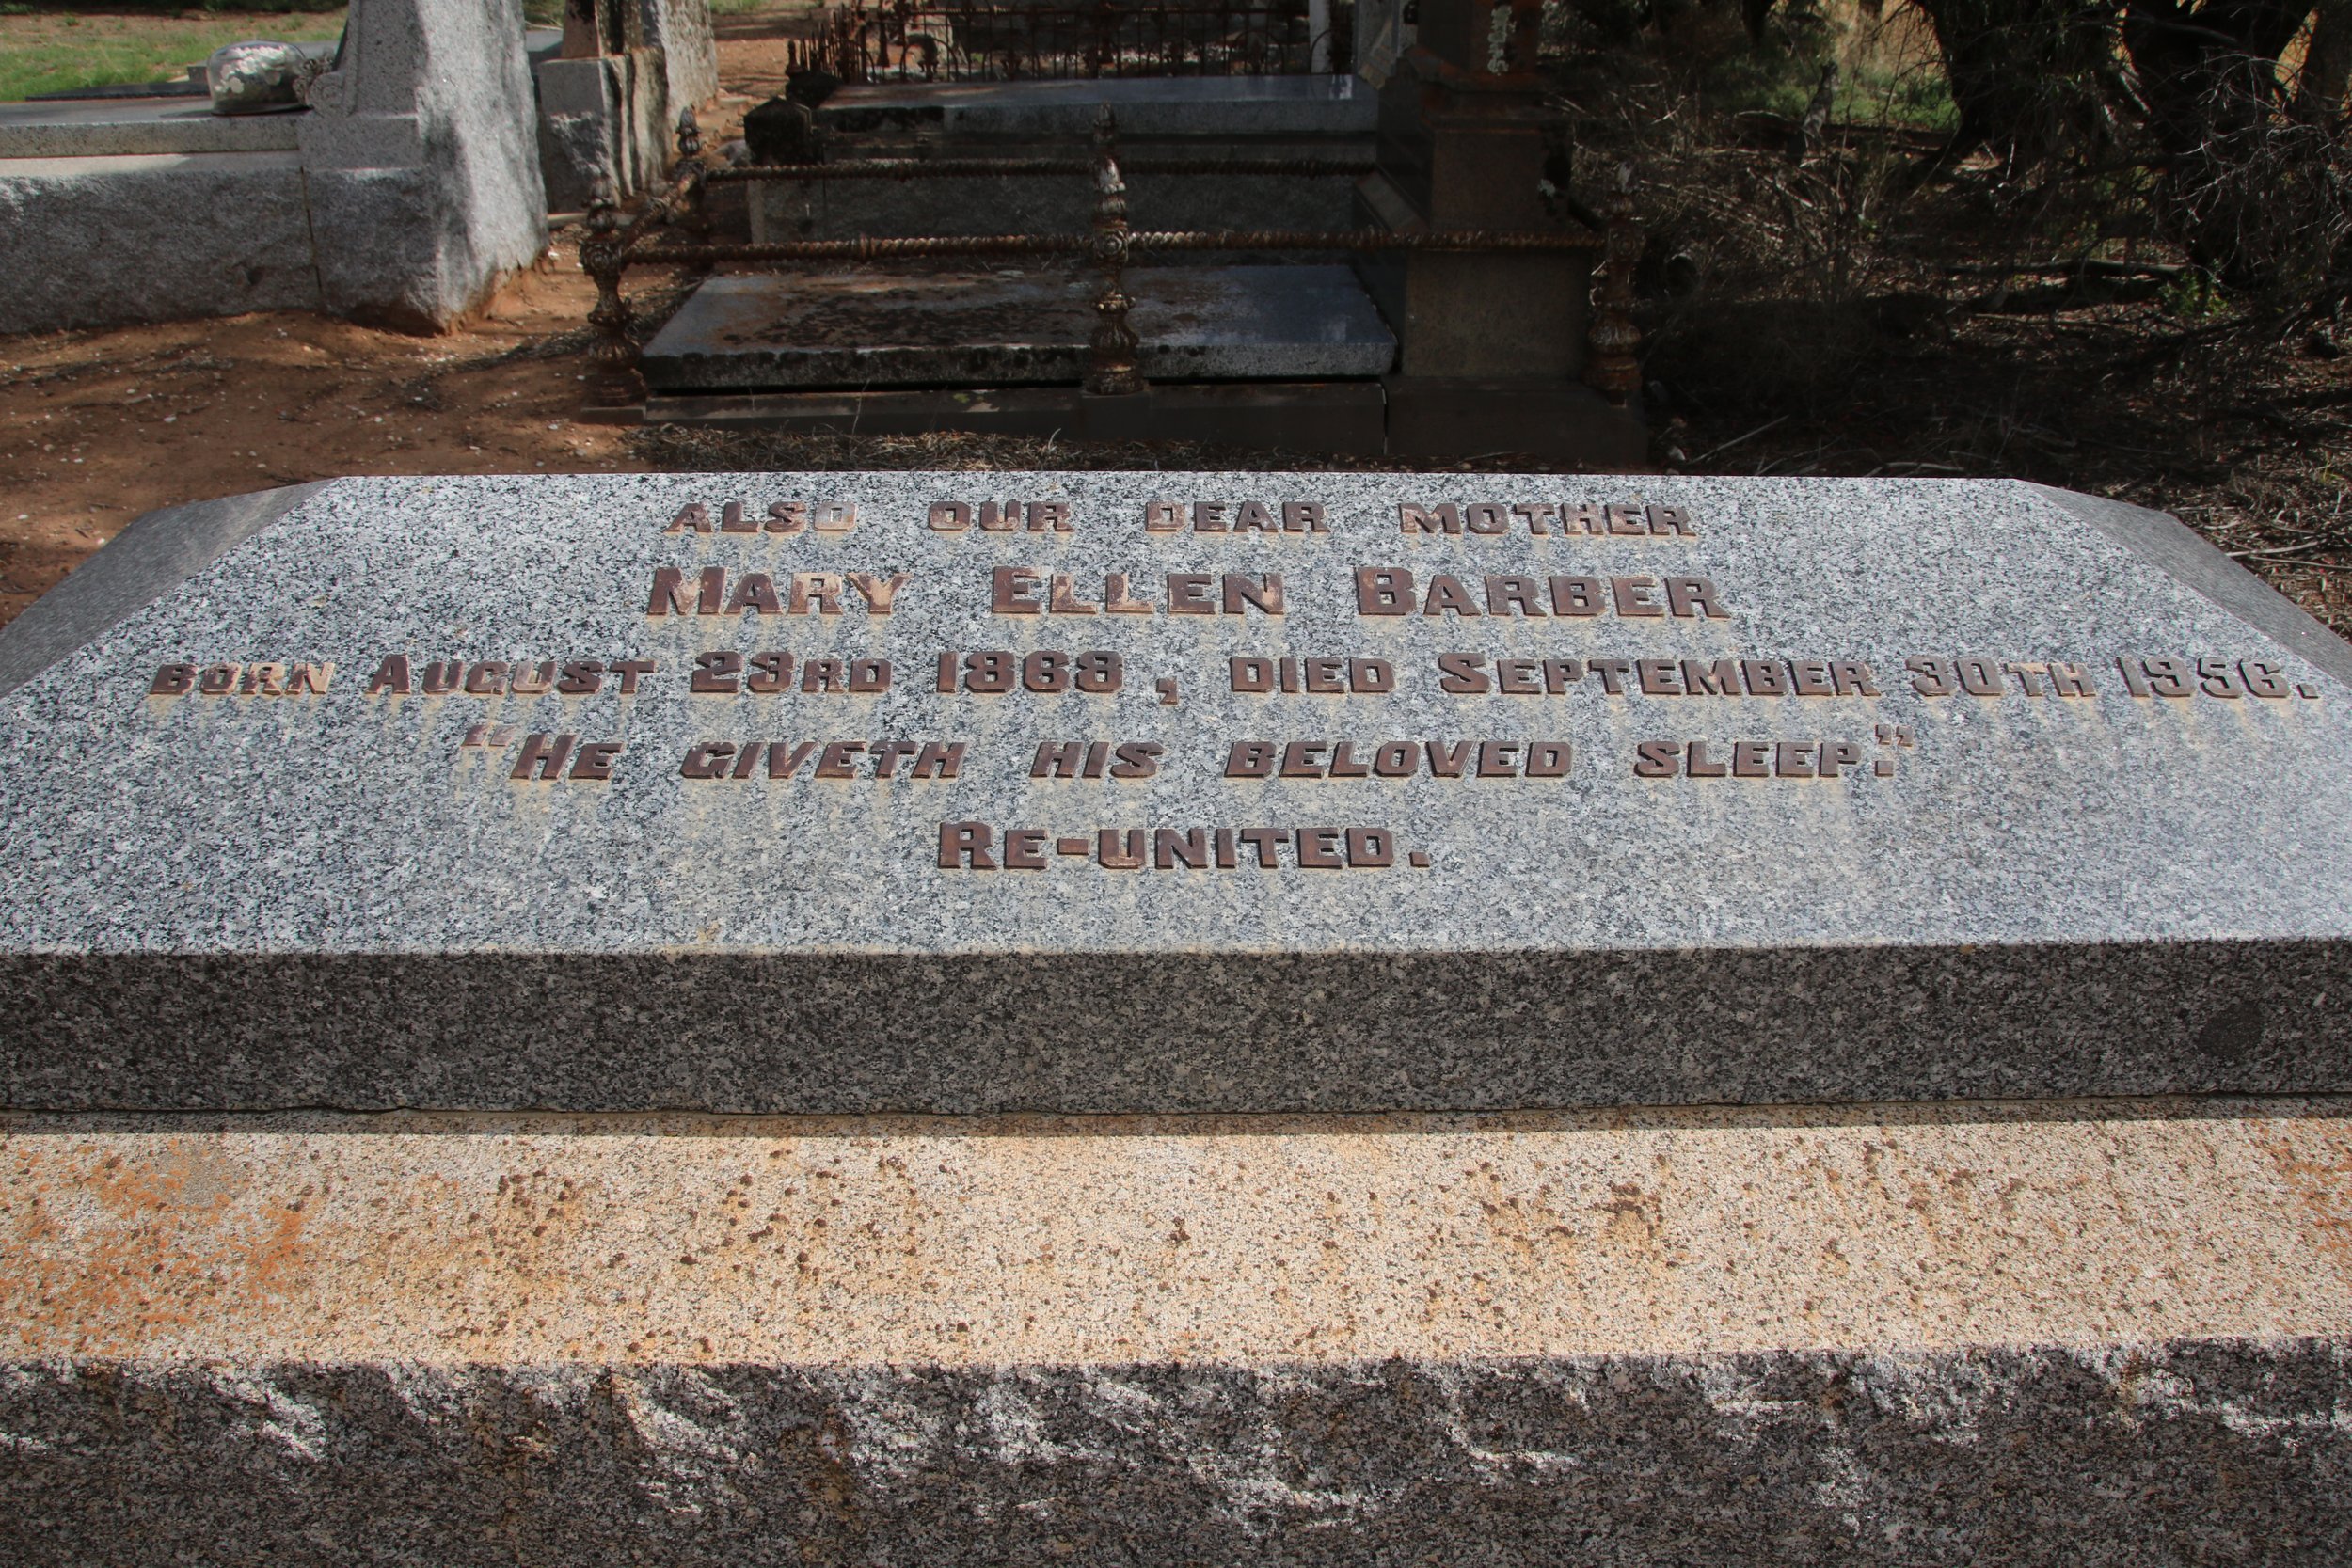 ALSO OUR DEAR MOTHER
MARY ELLEN BARBER
BORN AUGUST 23RD 1868, DIED SEPTEMBER 30TH 1956.
"HE GIVETH HIS BELOVED SLEEP."
RE-UNITED.